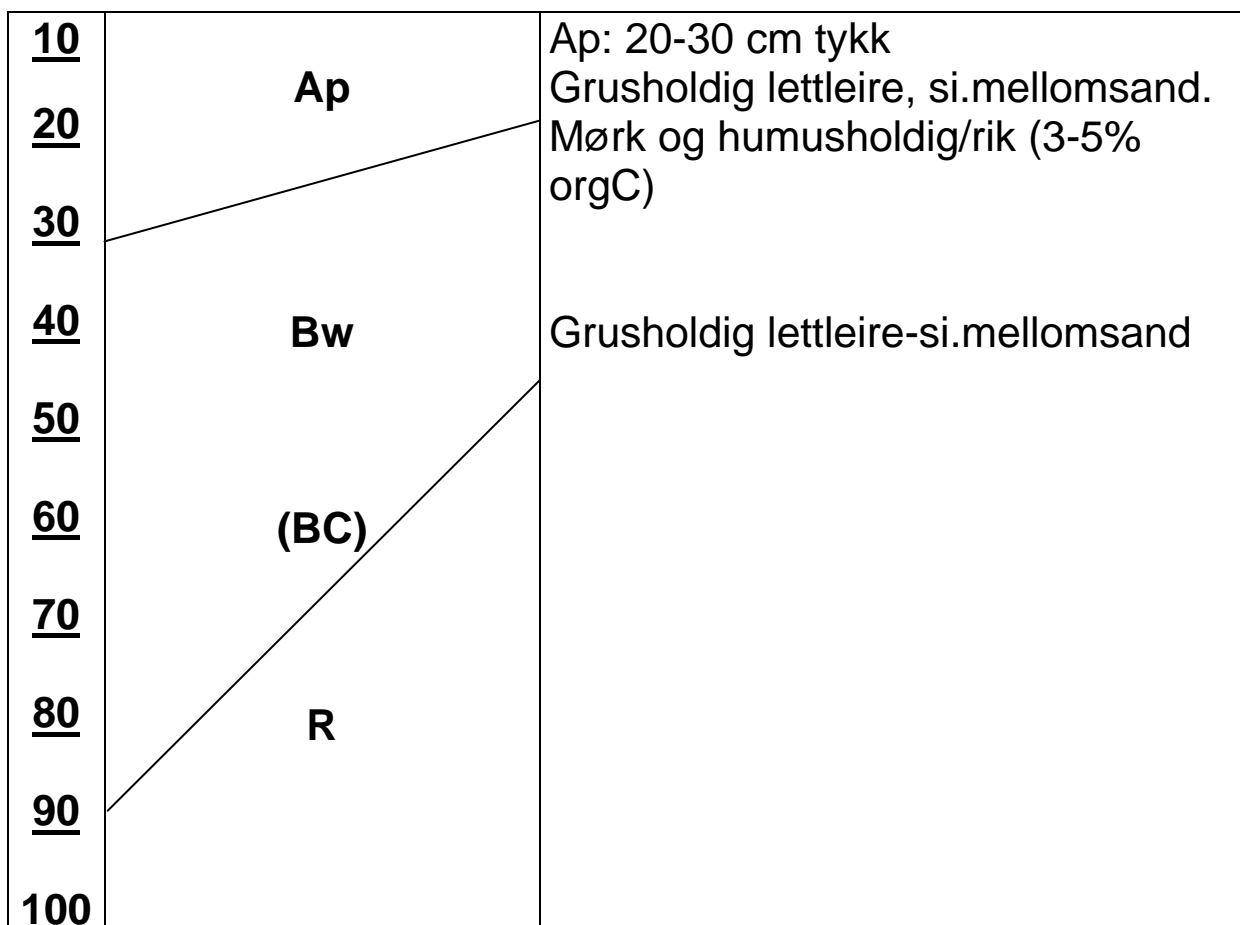 10
Ap: 20-30 cm tykk
Ap
Grusholdig lettleire, si.mellomsand.
20
Mørk og humusholdig/rik (3-5%
orgC)
30
40
Bw
Grusholdig lettleire-si.mellomsand
50
60
(BC)
70
80
R
90
100